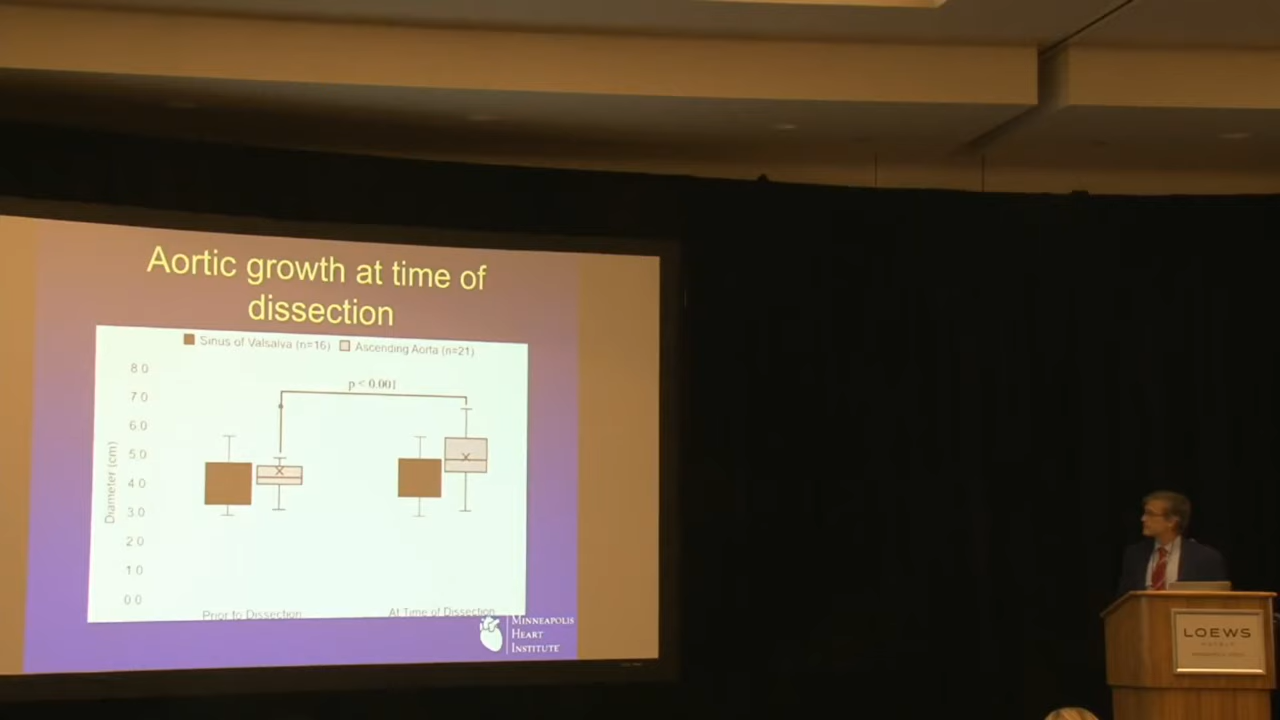 Aortic growth at time of
dissection
Sinus of Valsalva (n=16) Ascending Aorta (n=21)
p < 0.001
8.0
7.0
6.0
5.0
4.0
3.0
2.0
1.0
0.0
Diameter (cm)
Prior to Dissection At Time of Dissection
MINNEAPOLIS
HEART
INSTITUTE
LOEWS
HOTELS